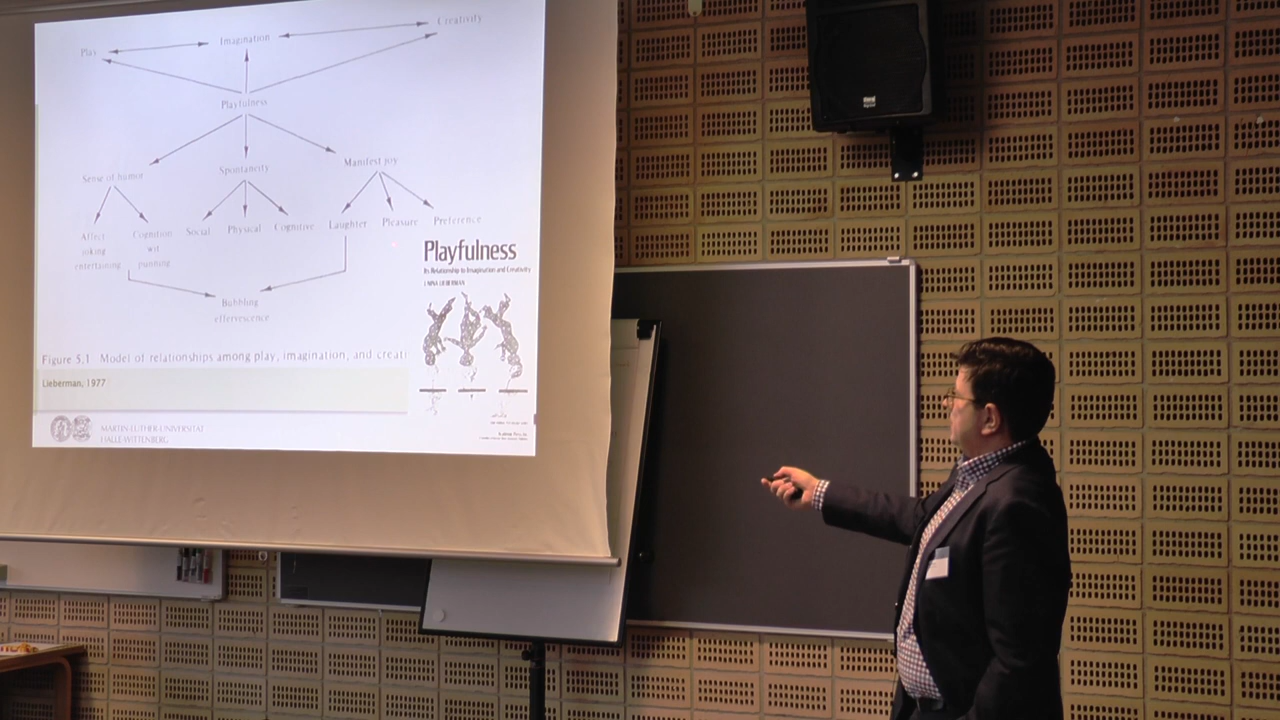 Creativity
Play Imagination
Playfulness
Sense of humor Spontaneity Manifest joy
Affect Cognition Social Physical Cognitive Laughter Pleasure Preference
joking wit
entertaining punning
Bubbling
effervescence
Playfulness
Its Relationship to Imagination and Creativity
J. NINA LIEBERMAN
Figure 5.1 Model of relationships among play, imagination, and creati
Lieberman, 1977
MARTIN-LUTHER-UNIVERSITÄT
HALLE-WITTENBERG